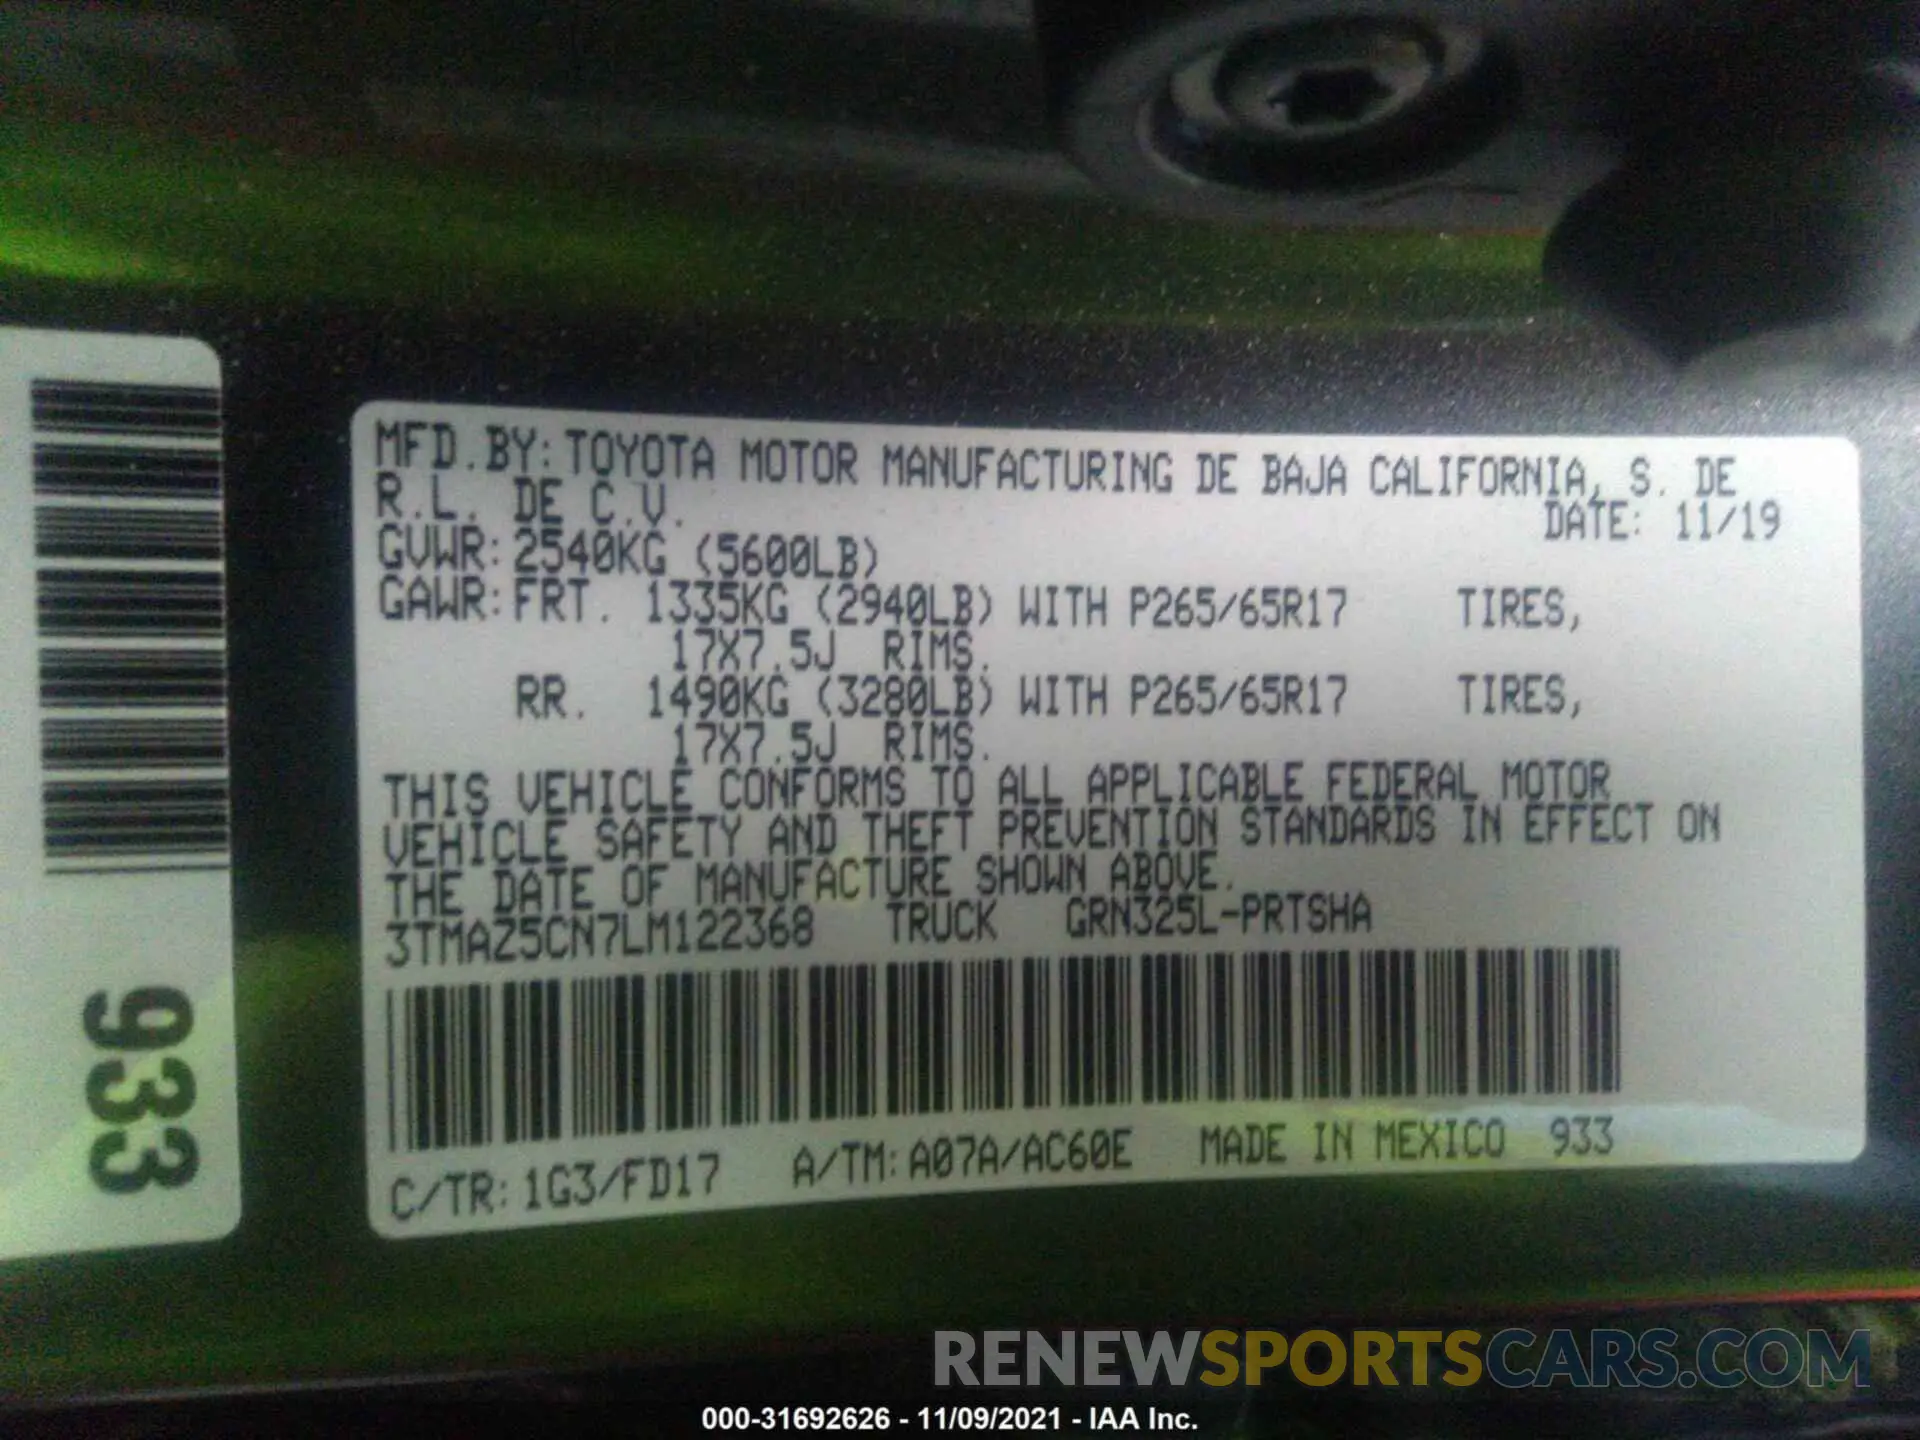 MFD.BY: TOYOTA MOTOR MANUFACTURING DE BAJA CALIFORNIA, S. DE
R.L. DE C.V.
DATE: 11/19
GVWR: 2540KG (5600LB)
GAWR: FRT. 1335KG (2940LB) WITH P265/65R17 TIRES,
17X7.5J RIMS.
RR. 1490KG (3280LB) WITH P265/65R17 TIRES,
17X7.5J RIMS.
THIS VEHICLE CONFORMS TO ALL APPLICABLE FEDERAL MOTOR
VEHICLE SAFETY AND THEFT PREVENTION STANDARDS IN EFFECT ON
THE DATE OF MANUFACTURE SHOWN ABOVE.
3TMAZ5CN7LM122368 TRUCK GRN325L-PRTSHA
C/TR: 1G3/FD17 A/TM: A07A/AC60E MADE IN MEXICO 933
933
RENEWSPORTSCARS.COM
000-31692626 - 11/09/2021 - IAA Inc.